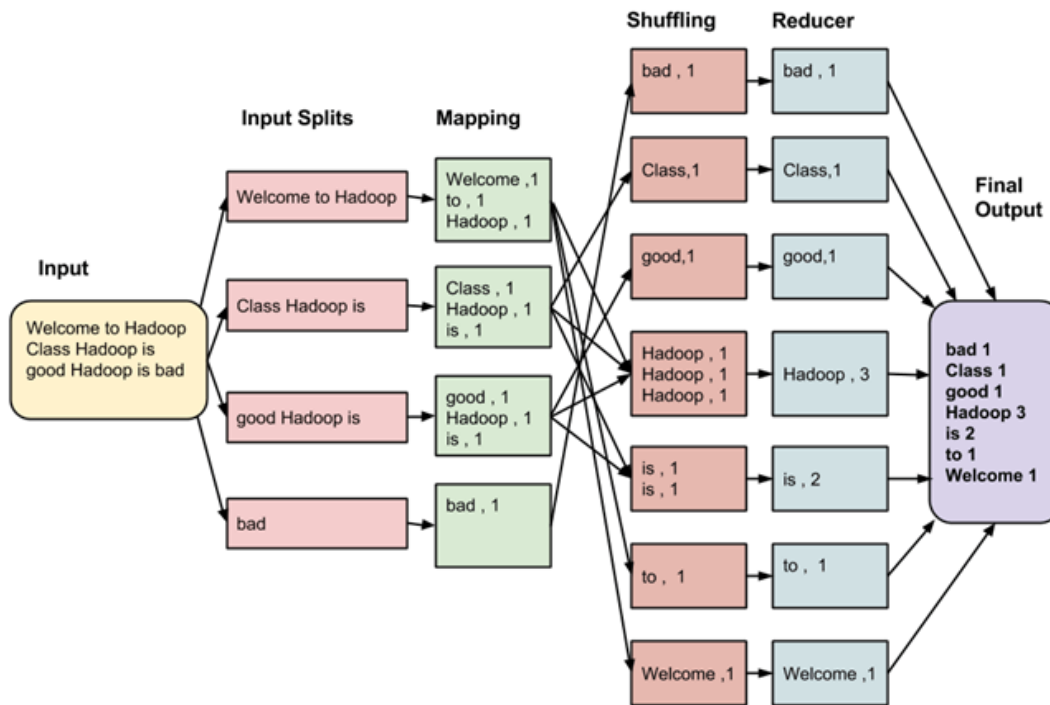 Input
Welcome to Hadoop
Class Hadoop is
good Hadoop is bad
Input Splits
Welcome to Hadoop
Class Hadoop is
good Hadoop is
bad
Mapping
Welcome ,1
to , 1
Hadoop , 1
Class , 1
Hadoop , 1
is , 1
good , 1
Hadoop , 1
is , 1
bad , 1
Shuffling
bad , 1
Class,1
good,1
Hadoop , 1
Hadoop , 1
Hadoop , 1
is , 1
is , 1
to , 1
Welcome ,1
Reducer
bad , 1
Class,1
good,1
Hadoop , 3
is , 2
to , 1
Welcome ,1
Final
Output
bad 1
Class 1
good 1
Hadoop 3
is 2
to 1
Welcome 1